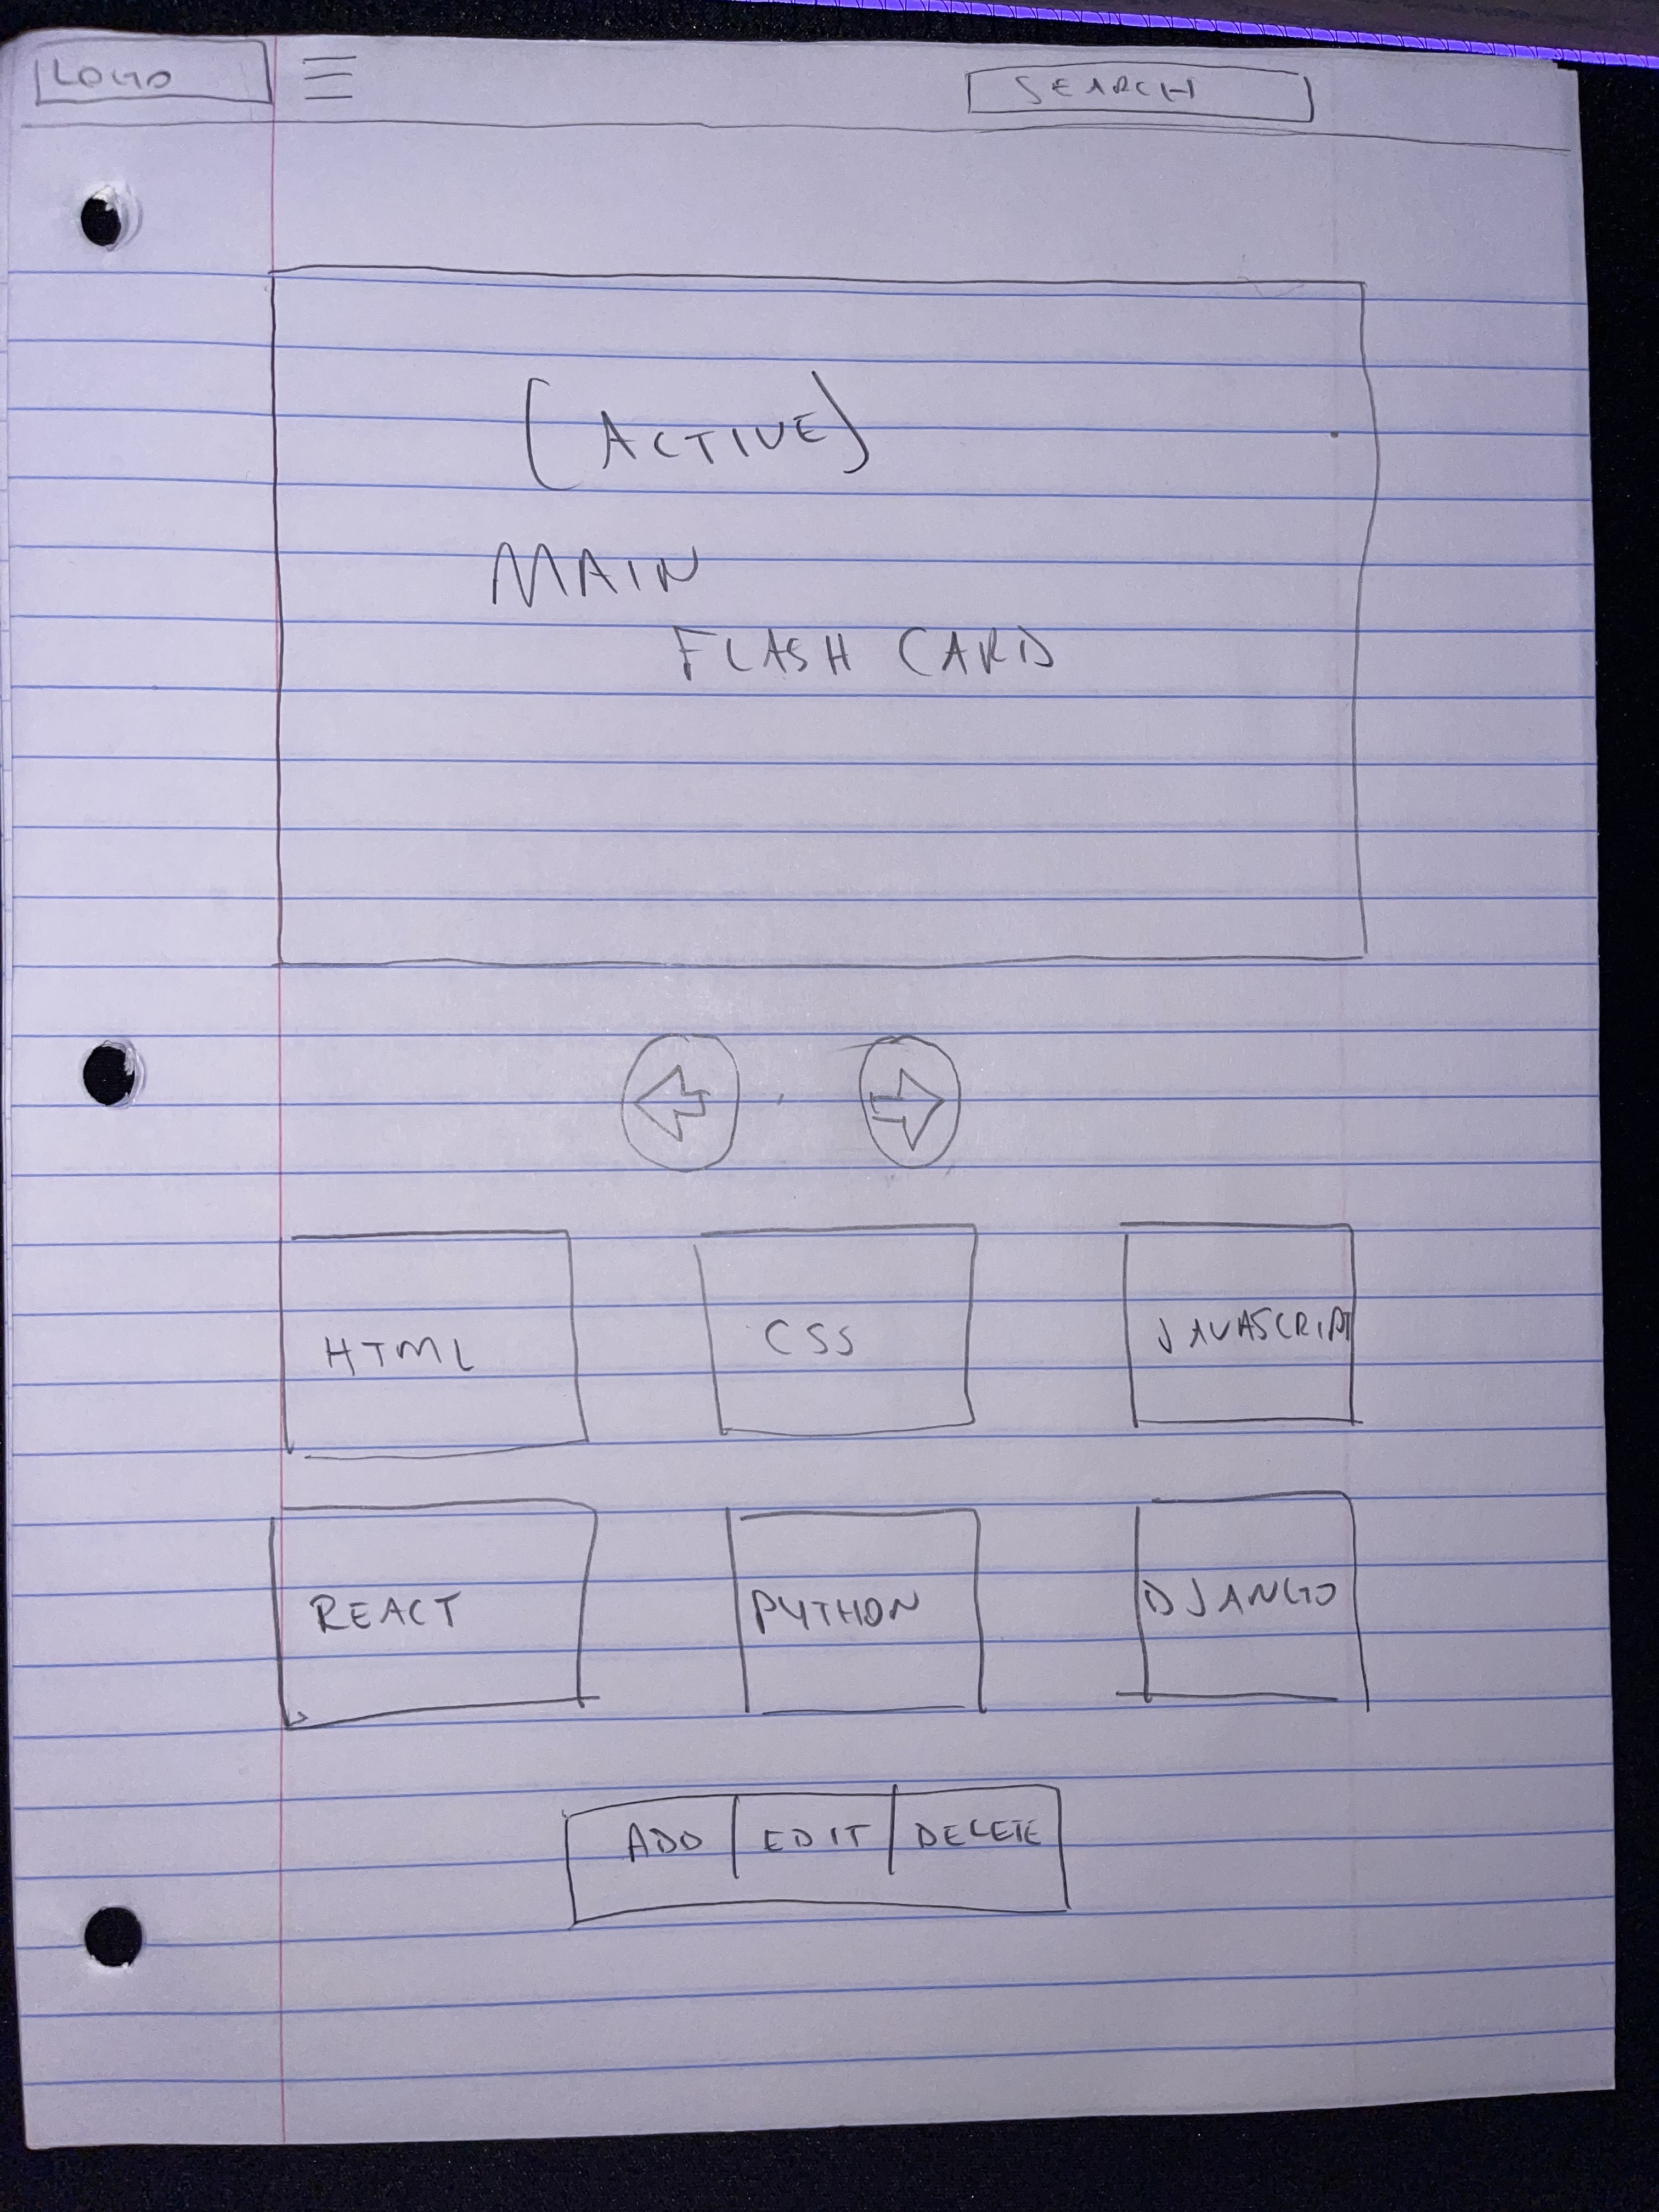 LOGO
SEARCH
(ACTIVE)
MAIN
FLASH CARD
HTML
CSS
JAVASCRIPT
REACT
PYTHON
DJANGO
ADD | EDIT | DELETE